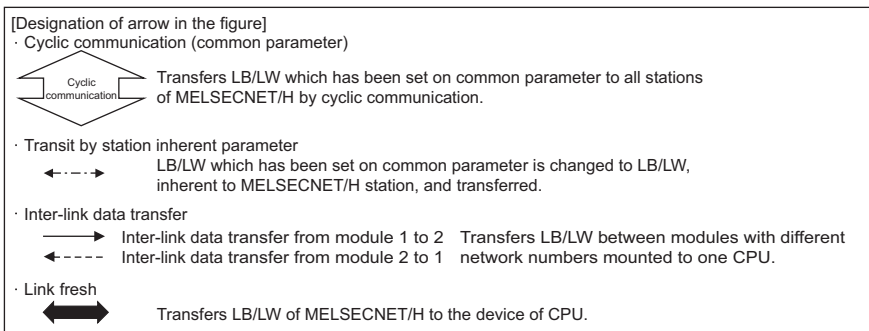 [Designation of arrow in the figure]
· Cyclic communication (common parameter)
Cyclic
communication
Transfers LB/LW which has been set on common parameter to all stations
of MELSECNET/H by cyclic communication.
· Transit by station inherent parameter
LB/LW which has been set on common parameter is changed to LB/LW,
inherent to MELSECNET/H station, and transferred.
· Inter-link data transfer
Inter-link data transfer from module 1 to 2 Transfers LB/LW between modules with different
Inter-link data transfer from module 2 to 1 network numbers mounted to one CPU.
· Link fresh
Transfers LB/LW of MELSECNET/H to the device of CPU.